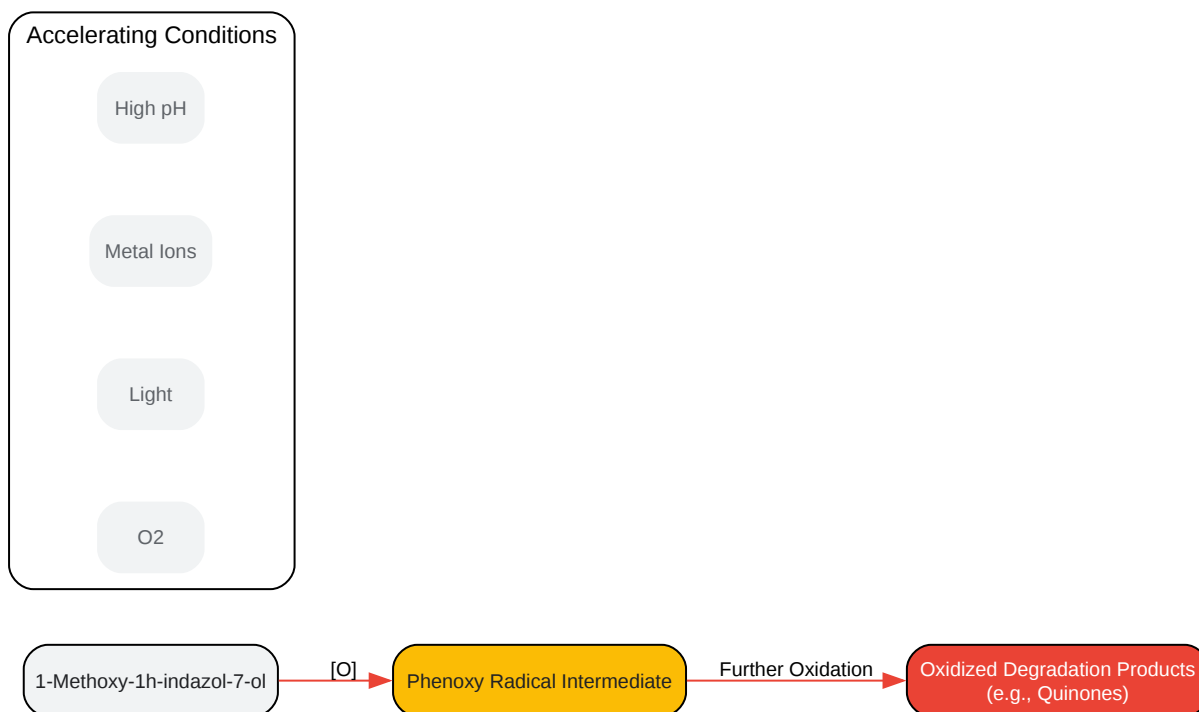 Accelerating Conditions
High pH
Metal Ions
Light
O2
1-Methoxy-1h-indazol-7-ol
[O]
Phenoxy Radical Intermediate
Further Oxidation
Oxidized Degradation Products
(e.g., Quinones)